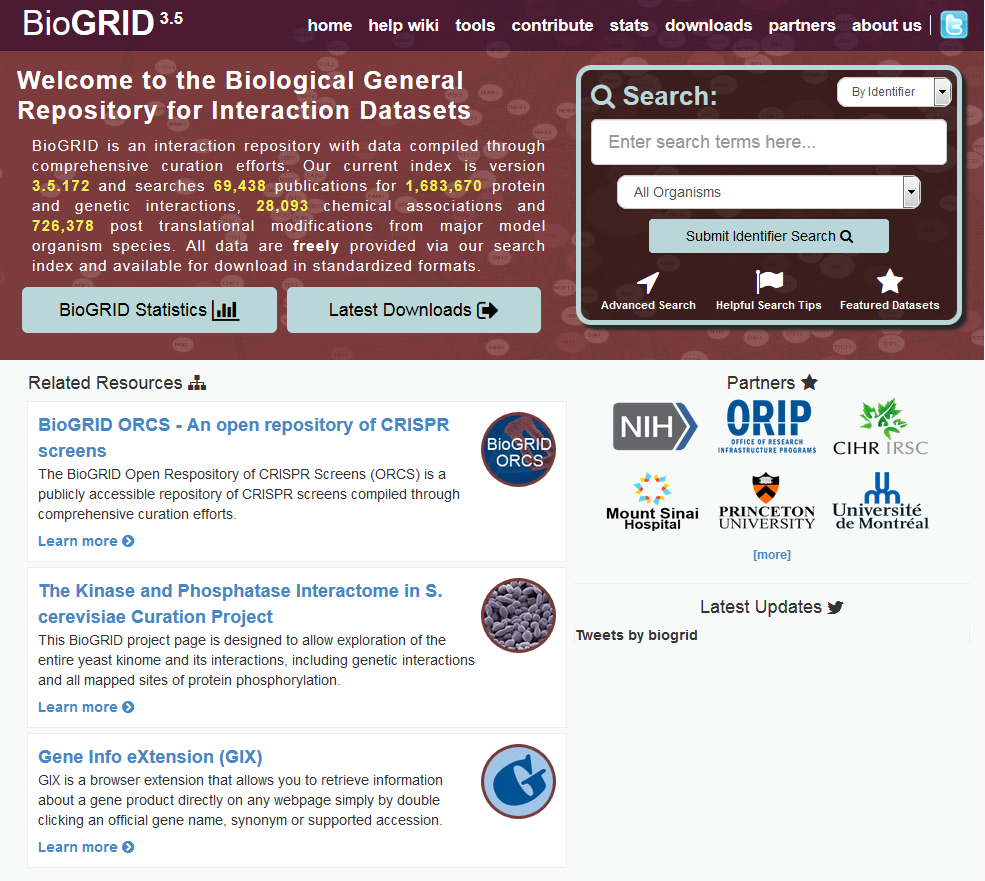 BioGRID 3.5
home help wiki tools contribute stats downloads partners about us
Welcome to the Biological General
Repository for Interaction Datasets
BioGRID is an interaction repository with data compiled through
comprehensive curation efforts. Our current index is version
3.5.172 and searches 69,438 publications for 1,683,670 protein
and genetic interactions, 28,093 chemical associations and
726,378 post translational modifications from major model
organism species. All data are freely provided via our search
index and available for download in standardized formats.
BioGRID Statistics
Latest Downloads
Search:
By Identifier
Enter search terms here...
All Organisms
Submit Identifier Search
Advanced Search
Helpful Search Tips
Featured Datasets
Related Resources
BioGRID ORCS - An open repository of CRISPR
screens
The BioGRID Open Respository of CRISPR Screens (ORCS) is a
publicly accessible repository of CRISPR screens compiled through
comprehensive curation efforts.
Learn more
BioGRID
ORCS
The Kinase and Phosphatase Interactome in S.
cerevisiae Curation Project
This BioGRID project page is designed to allow exploration of the
entire yeast kinome and its interactions, including genetic interactions
and all mapped sites of protein phosphorylation.
Learn more
Gene Info eXtension (GIX)
GIX is a browser extension that allows you to retrieve information
about a gene product directly on any webpage simply by double
clicking an official gene name, synonym or supported accession.
Learn more
G
Partners
NIH
ORIP
OFFICE OF RESEARCH
INFRASTRUCTURE PROGRAMS
CIHR IRSC
Mount Sinai
Hospital
PRINCETON
UNIVERSITY
Université
de Montréal
[more]
Latest Updates
Tweets by biogrid